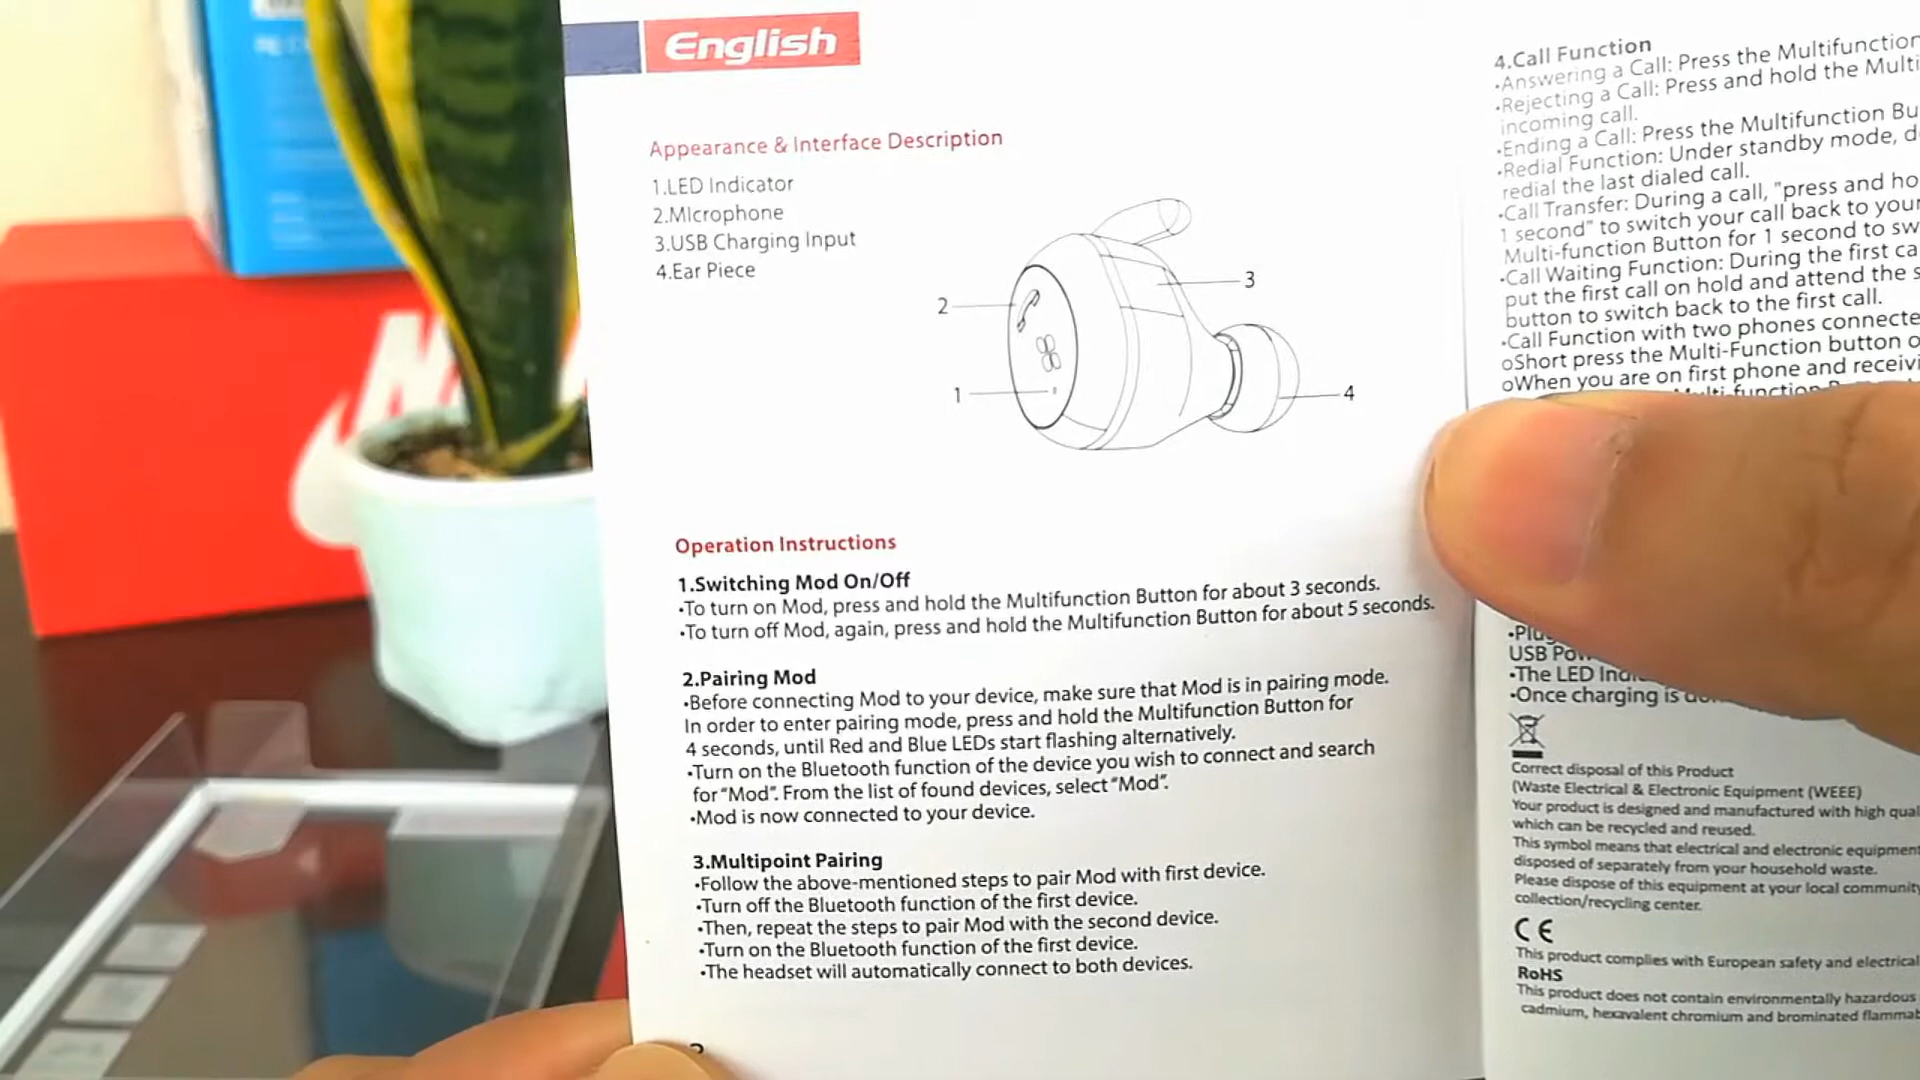 English
Appearance & Interface Description
1.LED Indicator
2.MIcrophone
3.USB Charging Input
4.Ear Piece
2
3
1
4
Operation Instructions
1.Switching Mod On/Off
•To turn on Mod, press and hold the Multifunction Button for about 3 seconds.
•To turn off Mod, again, press and hold the Multifunction Button for about 5 seconds.
2.Pairing Mod
•Before connecting Mod to your device, make sure that Mod is in pairing mode.
In order to enter pairing mode, press and hold the Multifunction Button for
4 seconds, until Red and Blue LEDs start flashing alternatively.
•Turn on the Bluetooth function of the device you wish to connect and search
for “Mod”. From the list of found devices, select “Mod”.
•Mod is now connected to your device.
3.Multipoint Pairing
•Follow the above-mentioned steps to pair Mod with first device.
•Turn off the Bluetooth function of the first device.
•Then, repeat the steps to pair Mod with the second device.
•Turn on the Bluetooth function of the first device.
•The headset will automatically connect to both devices.
4.Call Function
•Answering a Call: Press the Multifunction
•Rejecting a Call: Press and hold the Multi
incoming call.
•Ending a Call: Press the Multifunction Bu
•Redial Function: Under standby mode, d
redial the last dialed call.
•Call Transfer: During a call, "press and ho
1 second" to switch your call back to your
Multi-function Button for 1 second to sw
•Call Waiting Function: During the first ca
put the first call on hold and attend the s
button to switch back to the first call.
•Call Function with two phones connecte
oShort press the Multi-Function button o
oWhen you are on first phone and receivi
USB
•The LED
•Once charging is
Correct disposal of this Product
(Waste Electrical & Electronic Equipment (WEEE)
Your product is designed and manufactured with high qual
which can be recycled and reused.
This symbol means that electrical and electronic equipment
disposed of separately from your household waste.
Please dispose of this equipment at your local community
collection/recycling center.
CE
This product complies with European safety and electrical
RoHS
This product does not contain environmentally hazardous
cadmium, hexavalent chromium and brominated flammab